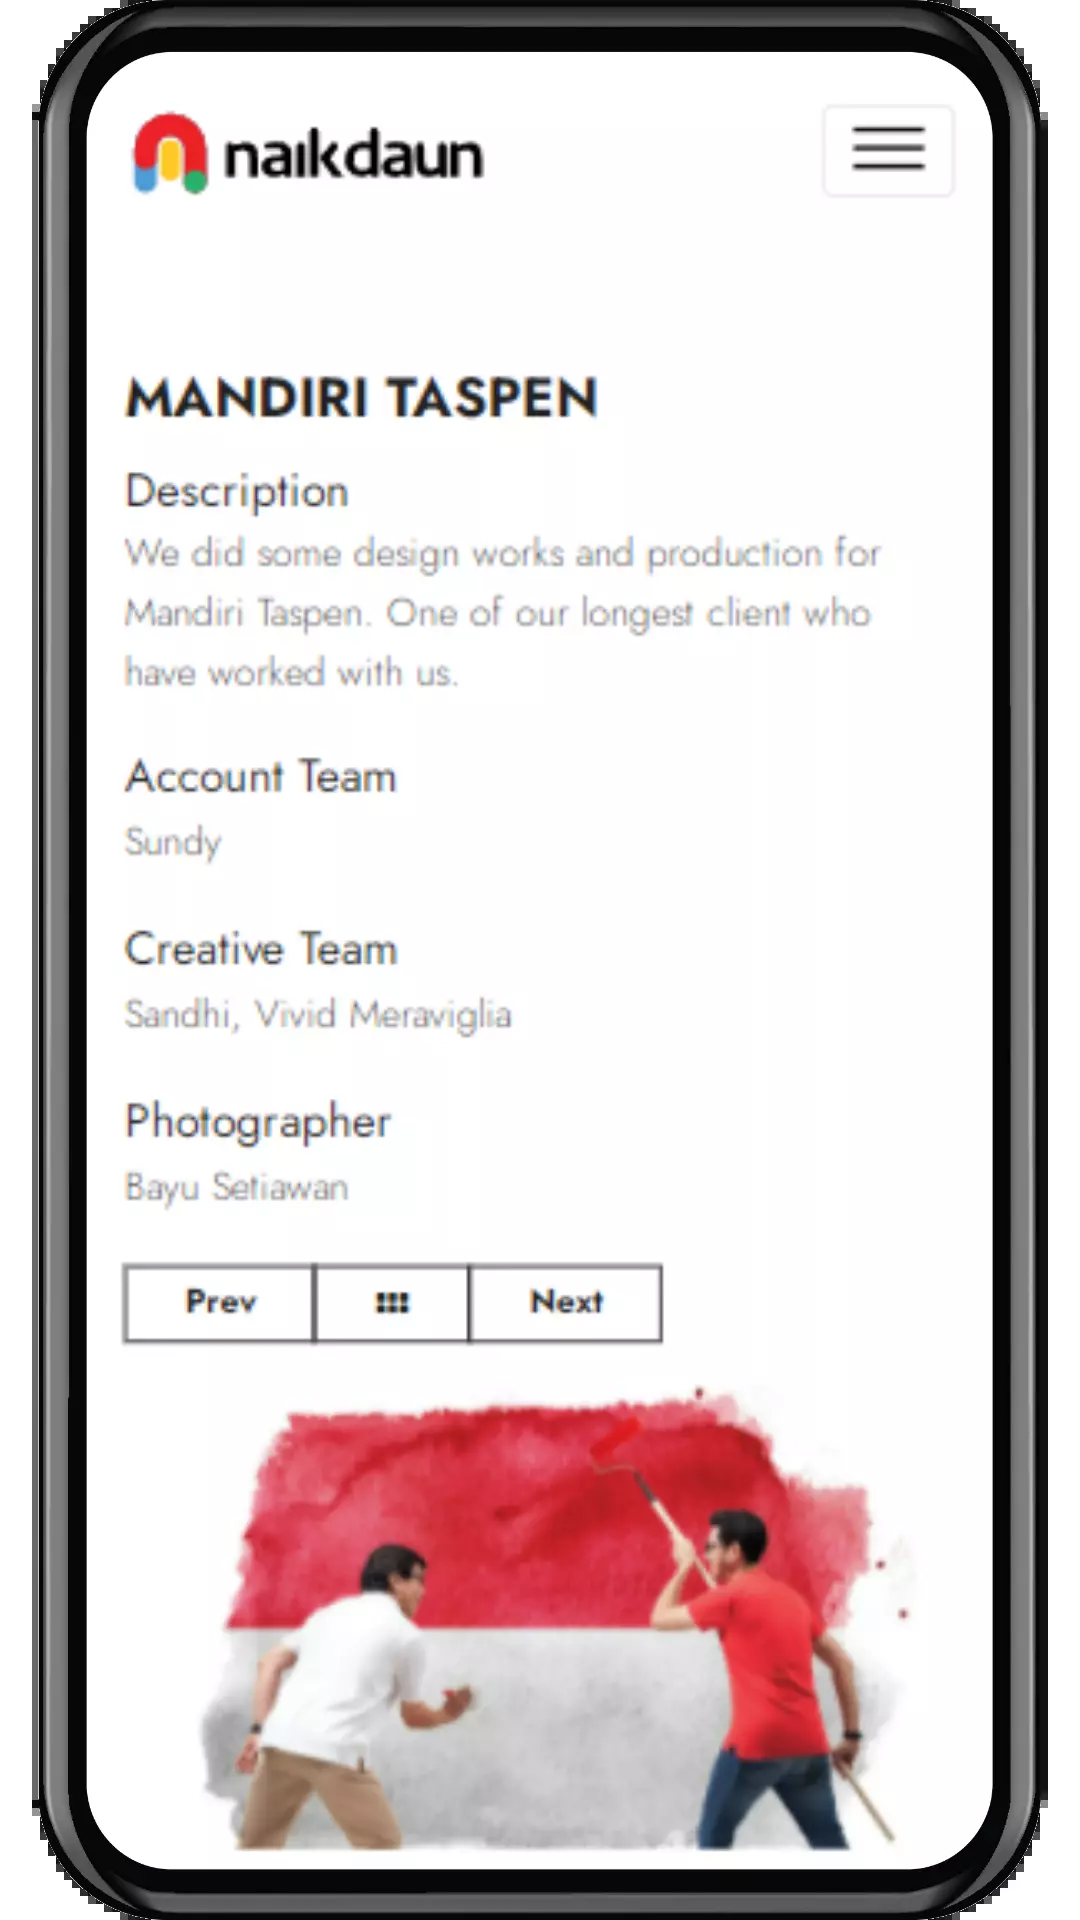 naikdaun
MANDIRI TASPEN
Description
We did some design works and production for
Mandiri Taspen. One of our longest client who
have worked with us.
Account Team
Sundy
Creative Team
Sandhi, Vivid Meraviglia
Photographer
Bayu Setiawan
Prev
Next